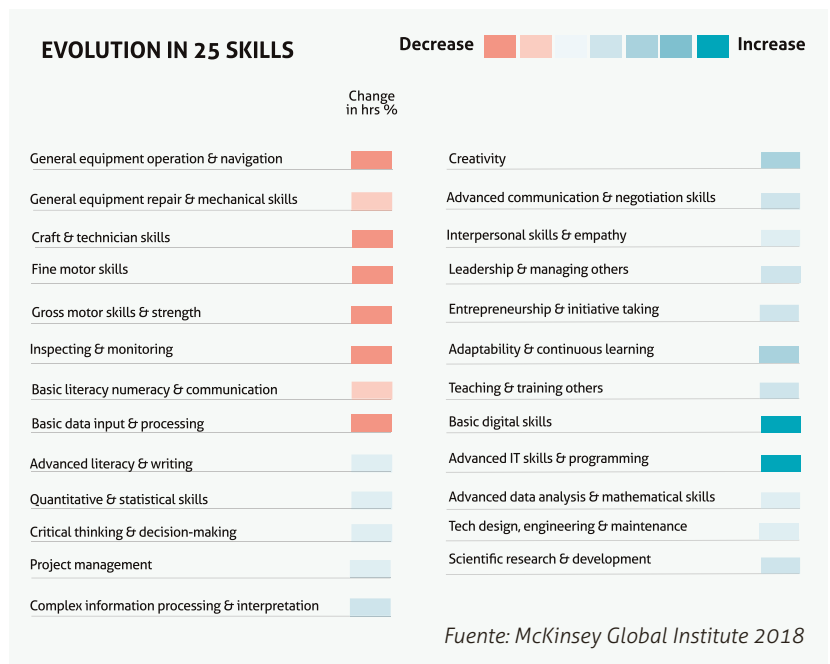 EVOLUTION IN 25 SKILLS
Decrease
Increase
Change
in hrs %
General equipment operation & navigation
General equipment repair & mechanical skills
Craft & technician skills
Fine motor skills
Gross motor skills & strength
Inspecting & monitoring
Basic literacy numeracy & communication
Basic data input & processing
Advanced literacy & writing
Quantitative & statistical skills
Critical thinking & decision-making
Project management
Complex information processing & interpretation
Creativity
Advanced communication & negotiation skills
Interpersonal skills & empathy
Leadership & managing others
Entrepreneurship & initiative taking
Adaptability & continuous learning
Teaching & training others
Basic digital skills
Advanced IT skills & programming
Advanced data analysis & mathematical skills
Tech design, engineering & maintenance
Scientific research & development
Fuente: McKinsey Global Institute 2018